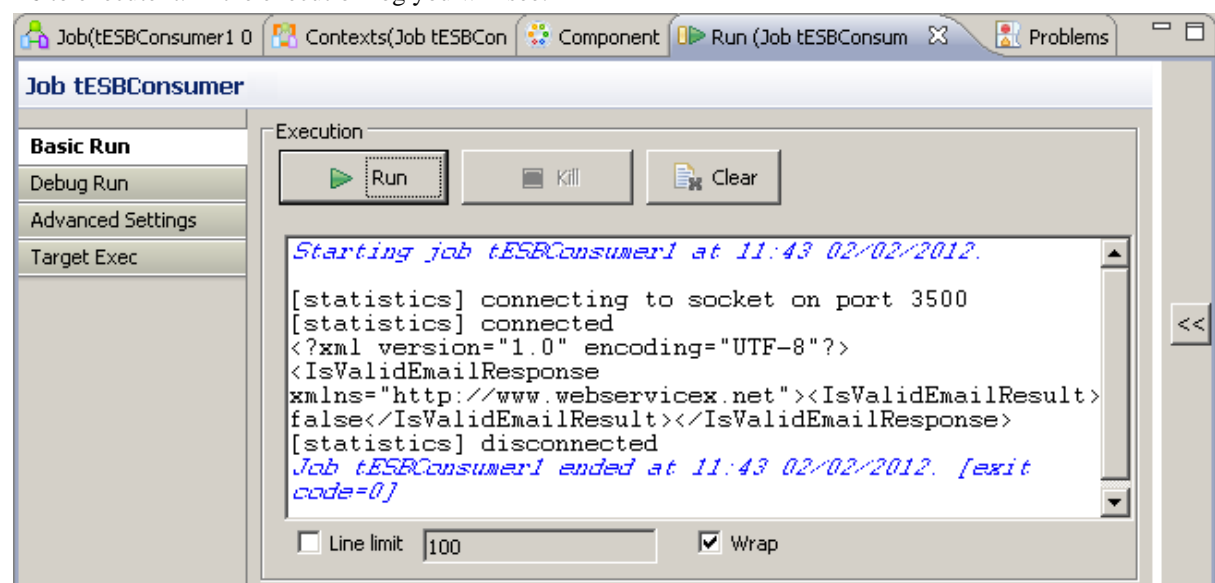 Job(tESBConsumer1 0 Contexts(Job tESBCon Component Run (Job tESBConsum Problems
Job tESBConsumer
Basic Run
Debug Run
Advanced Settings
Target Exec
Execution
Run Kill Clear
Starting job tESBConsumer1 at 11:43 02/02/2012.
[statistics] connecting to socket on port 3500
[statistics] connected
<?xml version="1.0" encoding="UTF-8"?>
<IsValidEmailResponse
xmlns="http://www.webservicex.net"><IsValidEmailResult>
false</IsValidEmailResult></IsValidEmailResponse>
[statistics] disconnected
Job tESBConsumer1 ended at 11:43 02/02/2012. [exit
code=0]
<<
Line limit 100 Wrap